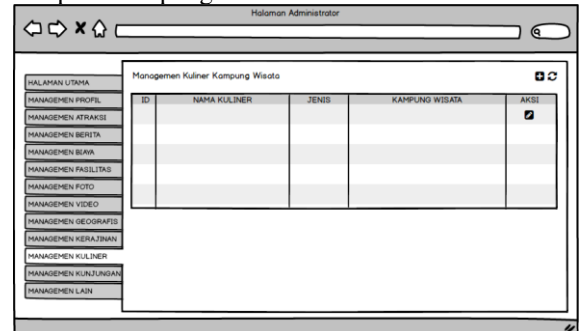 Halaman Administrator
Managemen Kuliner Kampung Wisata
HALAMAN UTAMA
MANAGEMEN PROFIL
MANAGEMEN ATRAKSI
MANAGEMEN BERITA
MANAGEMEN BIAYA
MANAGEMEN FASILITAS
MANAGEMEN FOTO
MANAGEMEN VIDEO
MANAGEMEN GEOGRAFIS
MANAGEMEN KERAJINAN
MANAGEMEN KULINER
MANAGEMEN KUNJUNGAN
MANAGEMEN LAIN
ID NAMA KULINER JENIS KAMPUNG WISATA AKSI